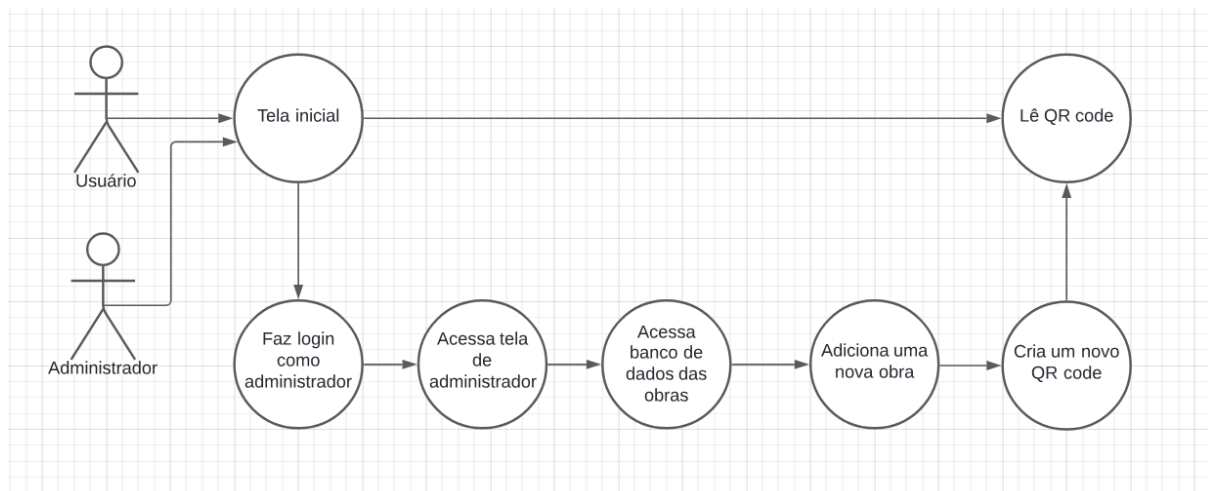 Tela inicial
Lê QR code
Usuário
Administrador
Faz login
como
administrador
Acessa tela
de
administrador
Acessa
banco de
dados das
obras
Adiciona uma
nova obra
Cria um novo
QR code